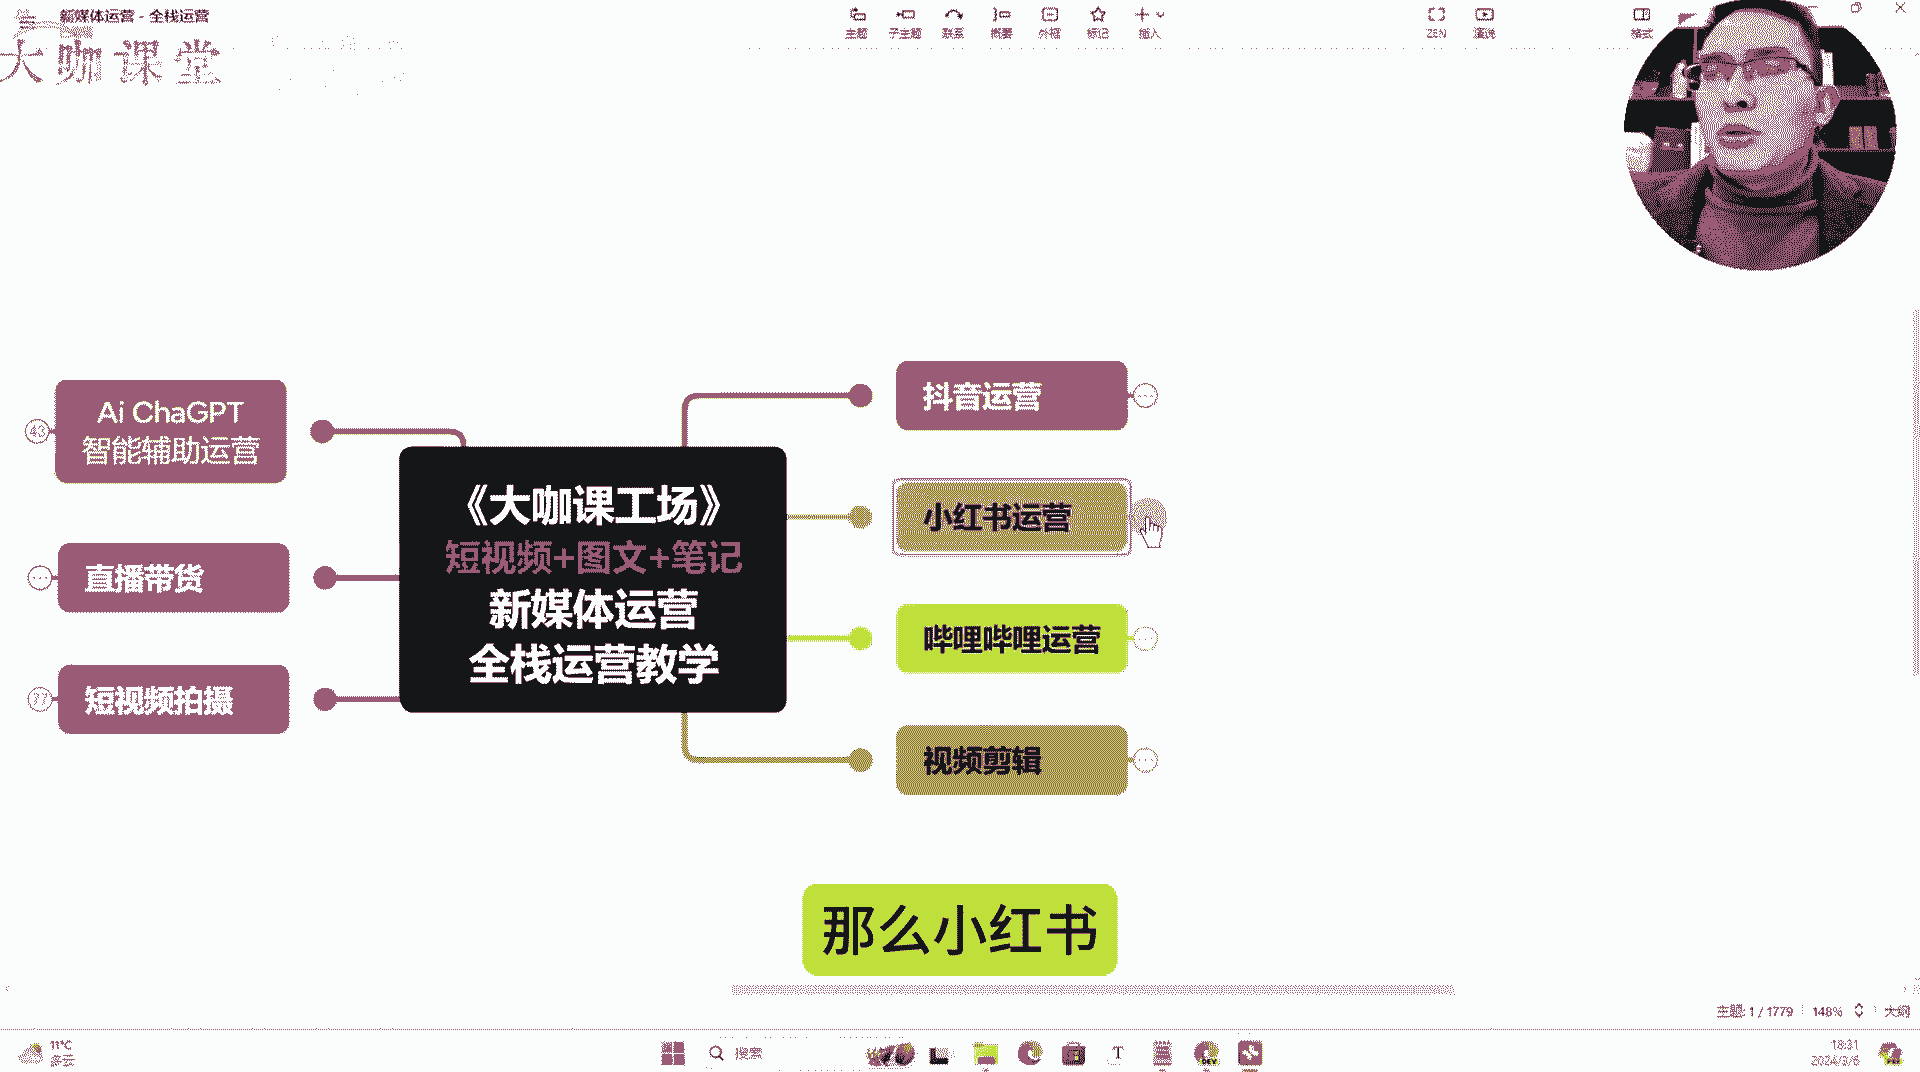 新媒体运营 - 全栈运营
大咖课堂
主题 子主题 联系 概要 外框 标记 插入
ZEN 演说 格式
Ai ChaGPT
智能辅助运营
43
直播带货
短视频拍摄
77
《大咖课工场》
短视频+图文+笔记
新媒体运营
全栈运营教学
抖音运营
小红书运营
哔哩哔哩运营
视频剪辑
那么小红书
主题: 1 / 1779 148% 大纲
11°C
多云
搜索
18:31
2024/3/6